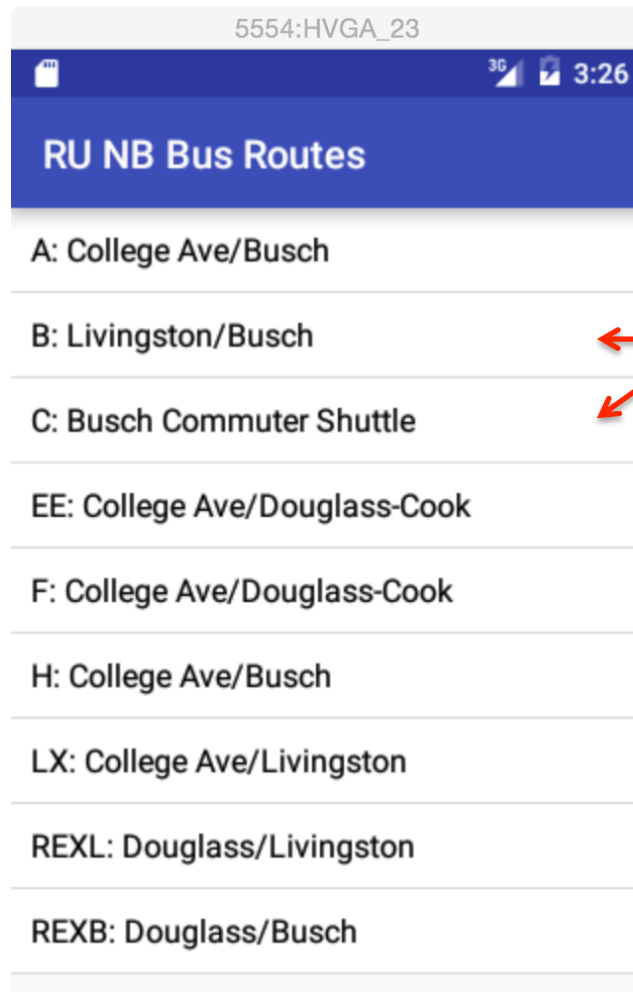 5554:HVGA_23
3G 3:26
RU NB Bus Routes
A: College Ave/Busch
B: Livingston/Busch
C: Busch Commuter Shuttle
EE: College Ave/Douglass-Cook
F: College Ave/Douglass-Cook
H: College Ave/Busch
LX: College Ave/Livingston
REXL: Douglass/Livingston
REXB: Douglass/Busch